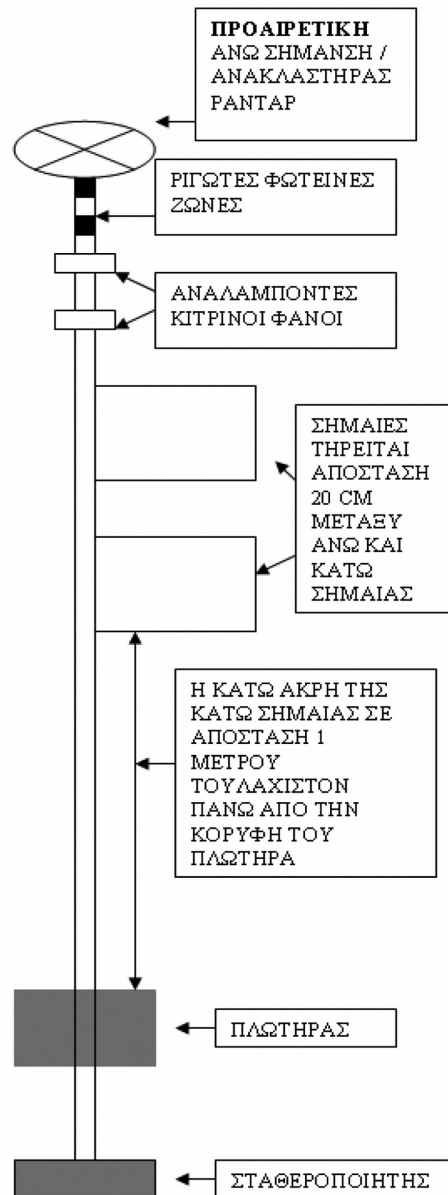 ΠΡΟΑΙΡΕΤΙΚΗ
ΑΝΩ ΣΗΜΑΝΣΗ /
ΑΝΑΚΛΑΣΤΗΡΑΣ
ΡΑΝΤΑΡ
ΡΙΓΩΤΕΣ ΦΩΤΕΙΝΕΣ
ΖΩΝΕΣ
ΑΝΑΛΑΜΠΟΝΤΕΣ
ΚΙΤΡΙΝΟΙ ΦΑΝΟΙ
ΣΗΜΑΙΕΣ
ΤΗΡΕΙΤΑΙ
ΑΠΟΣΤΑΣΗ
20 CM
ΜΕΤΑΞΥ
ΑΝΩ ΚΑΙ
ΚΑΤΩ
ΣΗΜΑΙΑΣ
Η ΚΑΤΩ ΑΚΡΗ ΤΗΣ
ΚΑΤΩ ΣΗΜΑΙΑΣ ΣΕ
ΑΠΟΣΤΑΣΗ 1
ΜΕΤΡΟΥ
ΤΟΥΛΑΧΙΣΤΟΝ
ΠΑΝΩ ΑΠΟ ΤΗΝ
ΚΟΡΥΦΗ ΤΟΥ
ΠΛΩΤΗΡΑ
ΠΛΩΤΗΡΑΣ
ΣΤΑΘΕΡΟΠΟΙΗΤΗΣ